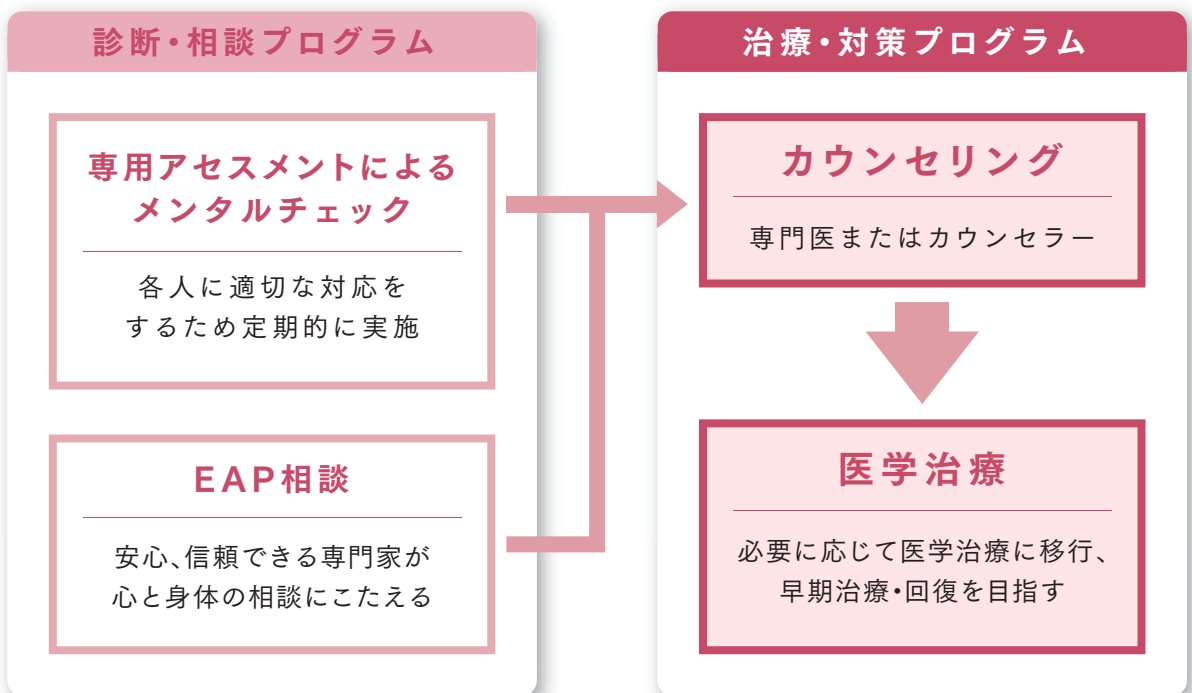 診断・相談プログラム
専用アセスメントによる
メンタルチェック
各人に適切な対応を
するため定期的に実施
EAP相談
安心、信頼できる専門家が
心と身体の相談にこたえる
治療・対策プログラム
カウンセリング
専門医またはカウンセラー
医学治療
必要に応じて医学治療に移行、
早期治療・回復を目指す